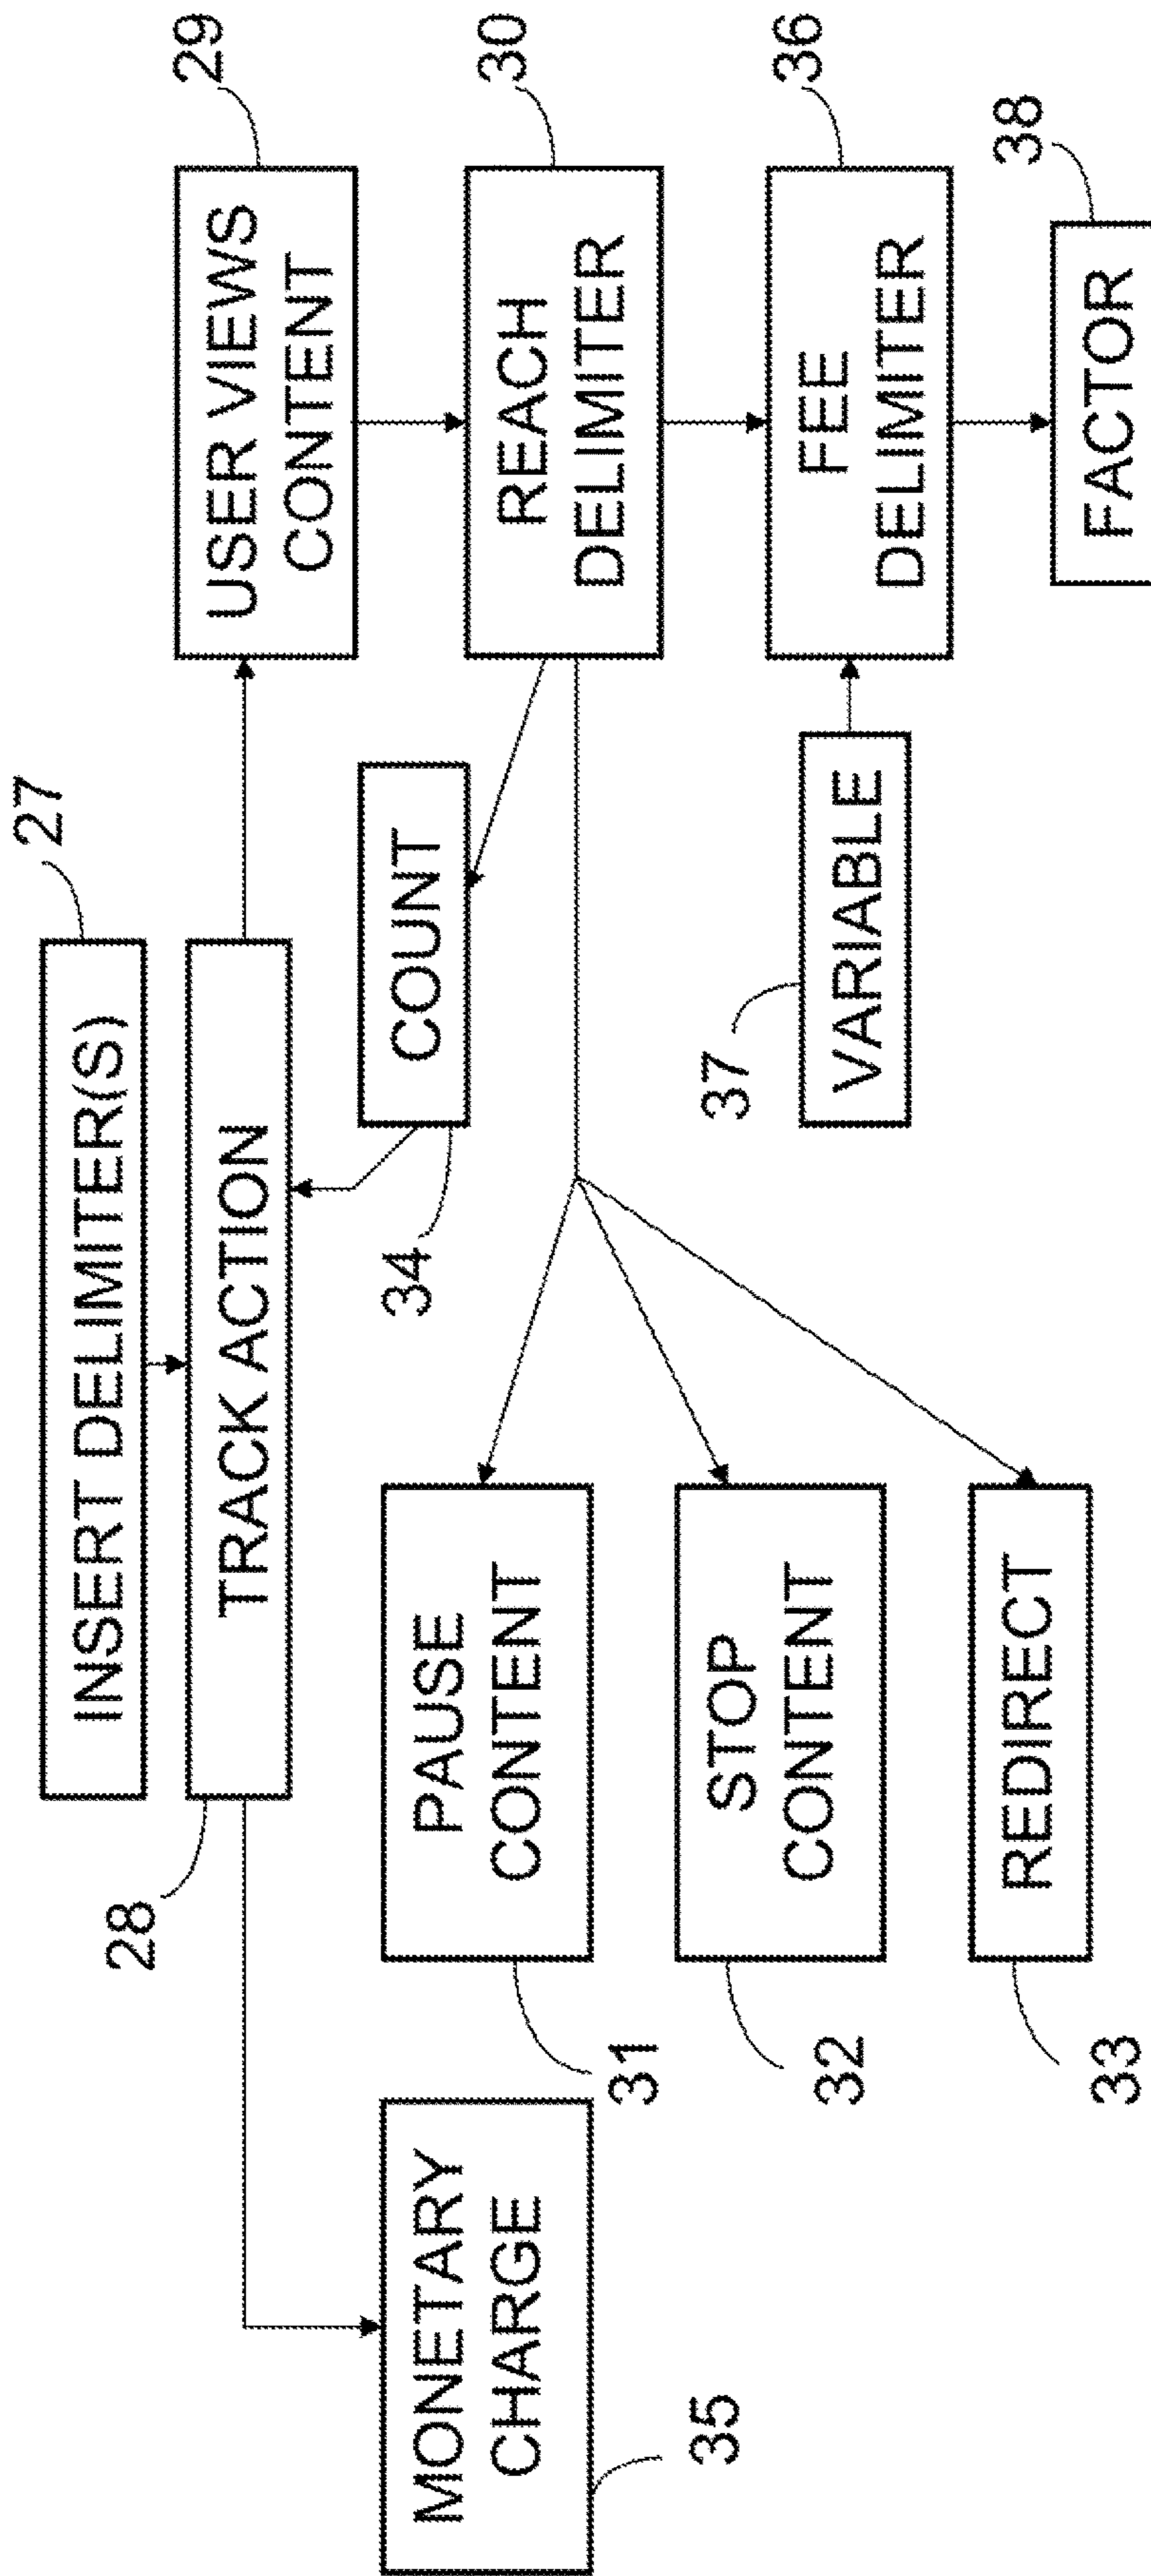 27
INSERT DELIMITER(S)
28
TRACK ACTION
29
USER VIEWS
CONTENT
MONETARY
CHARGE
35
PAUSE
CONTENT
31
COUNT
34
REACH
DELIMITER
30
STOP
CONTENT
32
VARIABLE
37
FEE
DELIMITER
36
REDIRECT
33
FACTOR
38